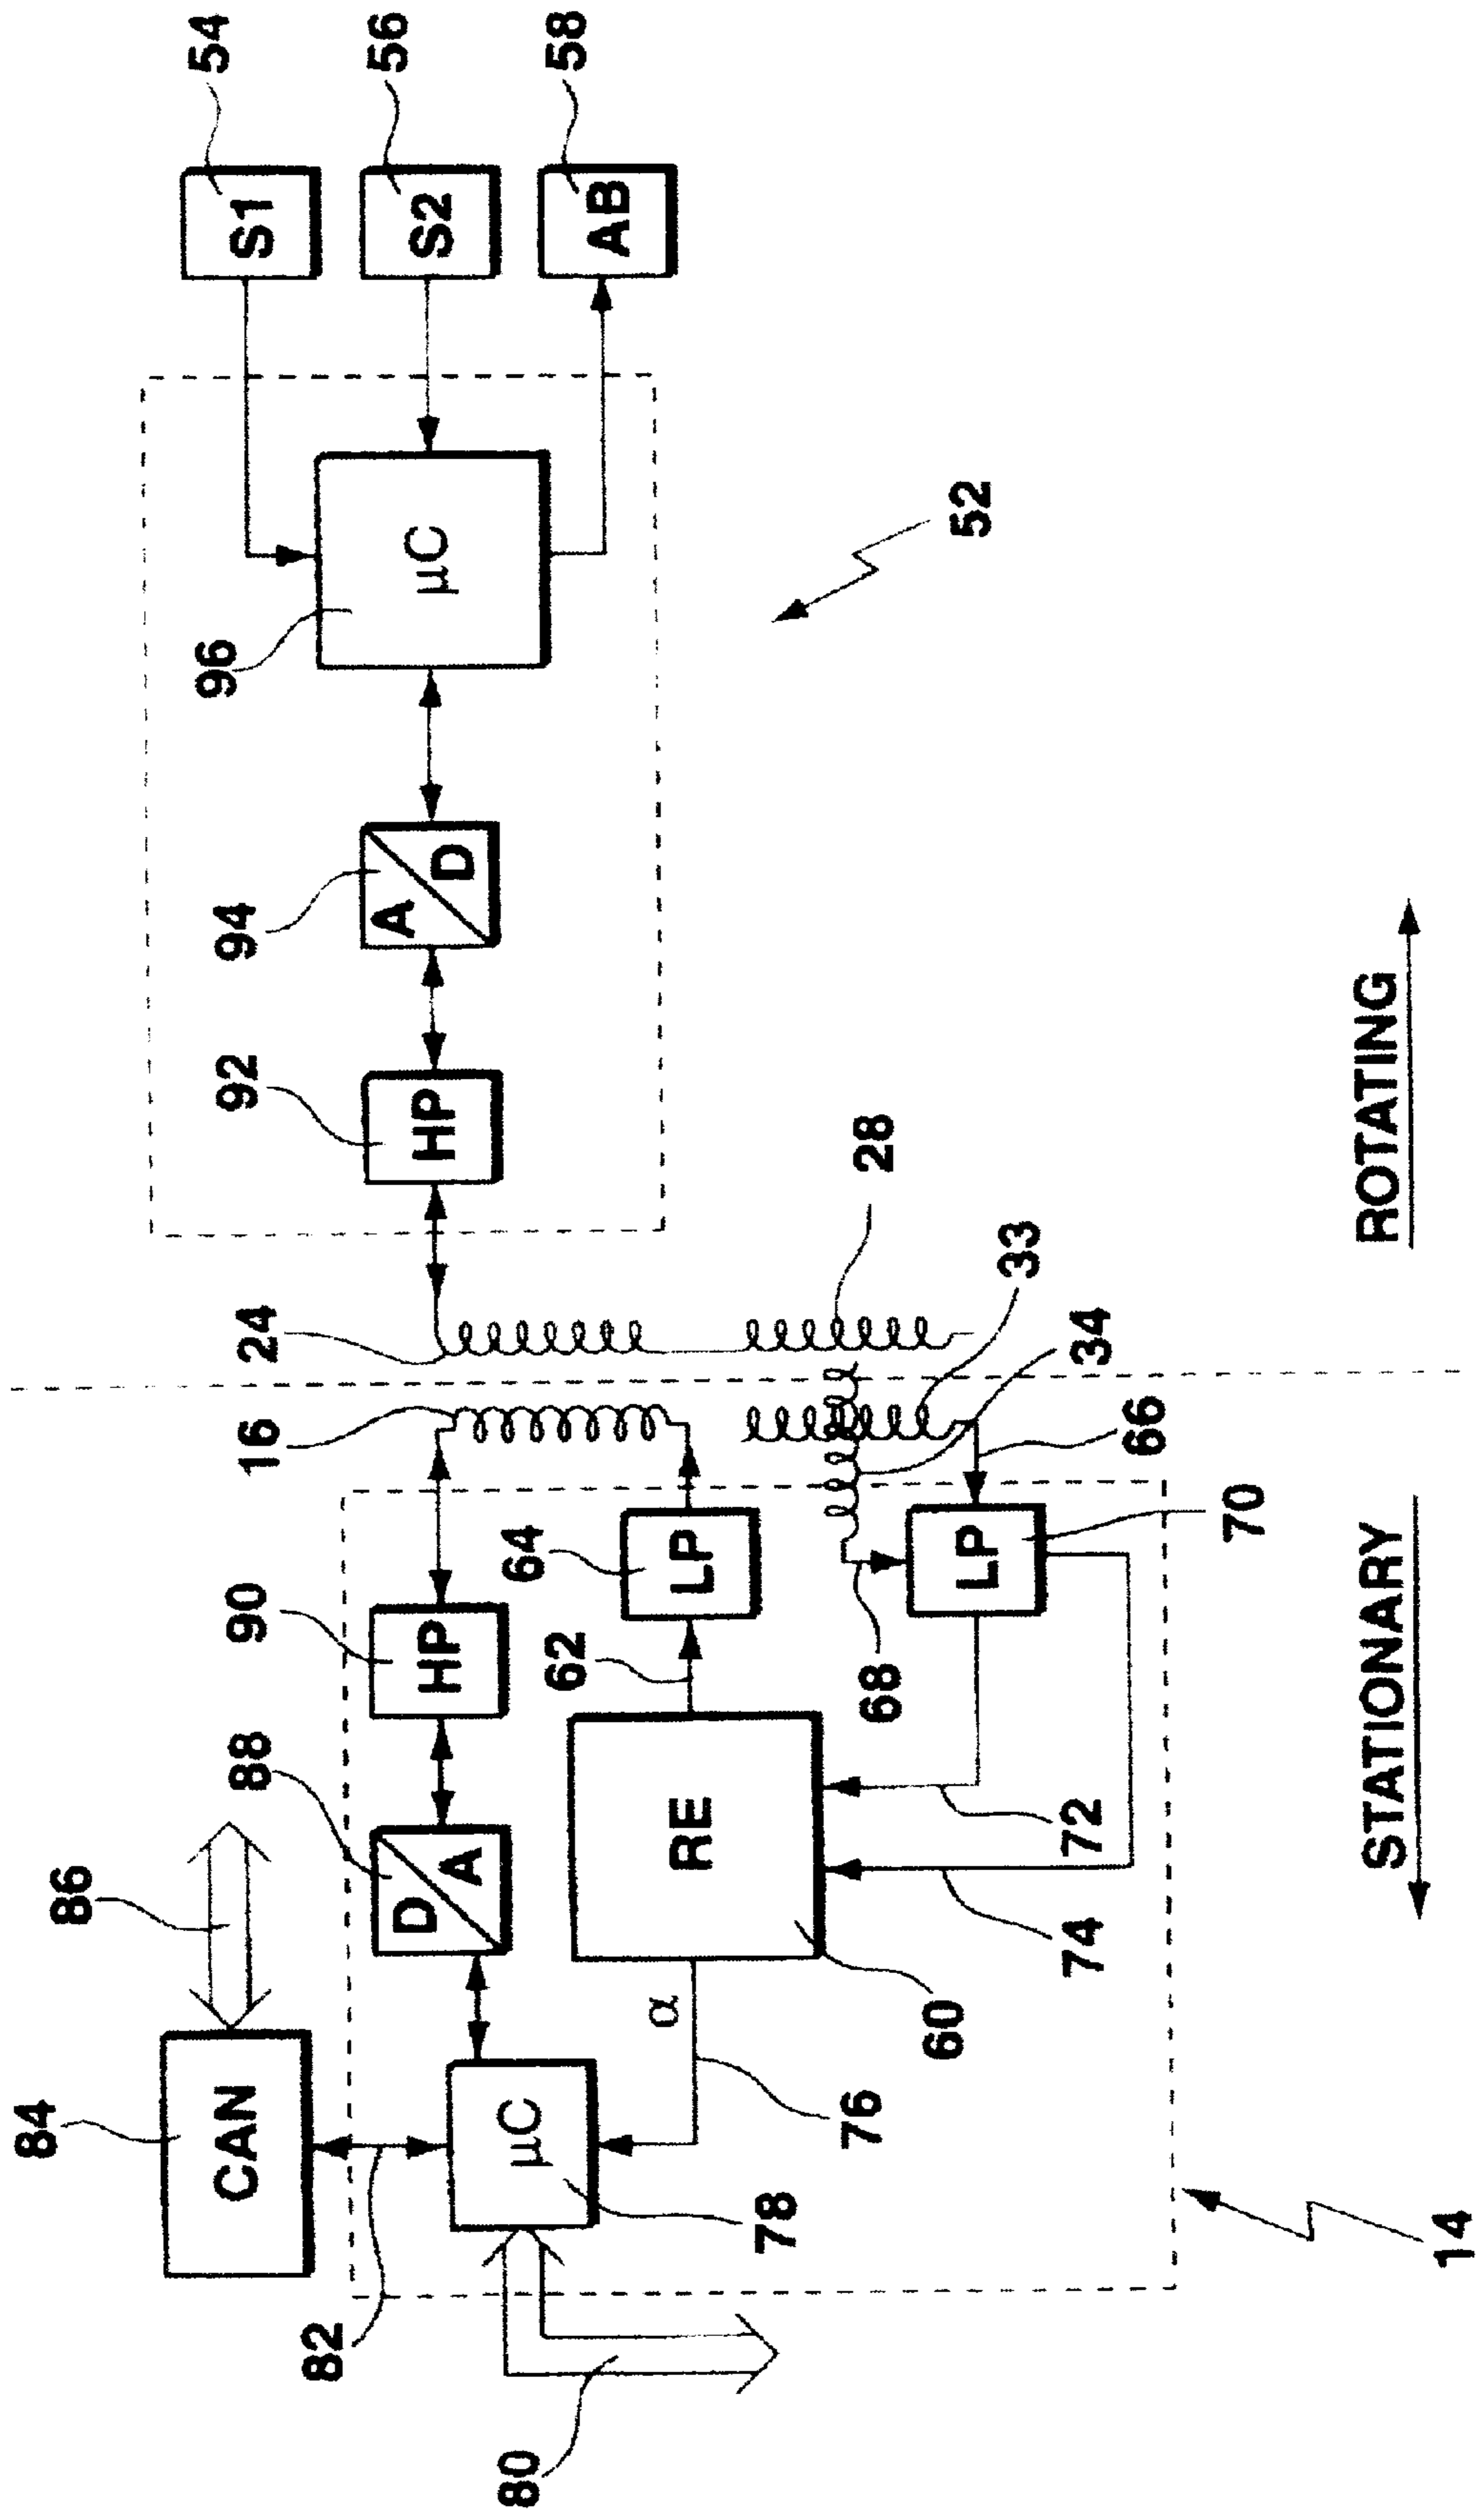 54
56
58
S1
S2
AB
52
96
µC
94
A
D
92
HP
28
24
33
34
16
66
70
64
LP
LP
90
HP
62
68
88
D
A
RE
72
74
86
60
α
76
84
CAN
µC
78
82
80
14
ROTATING
STATIONARY